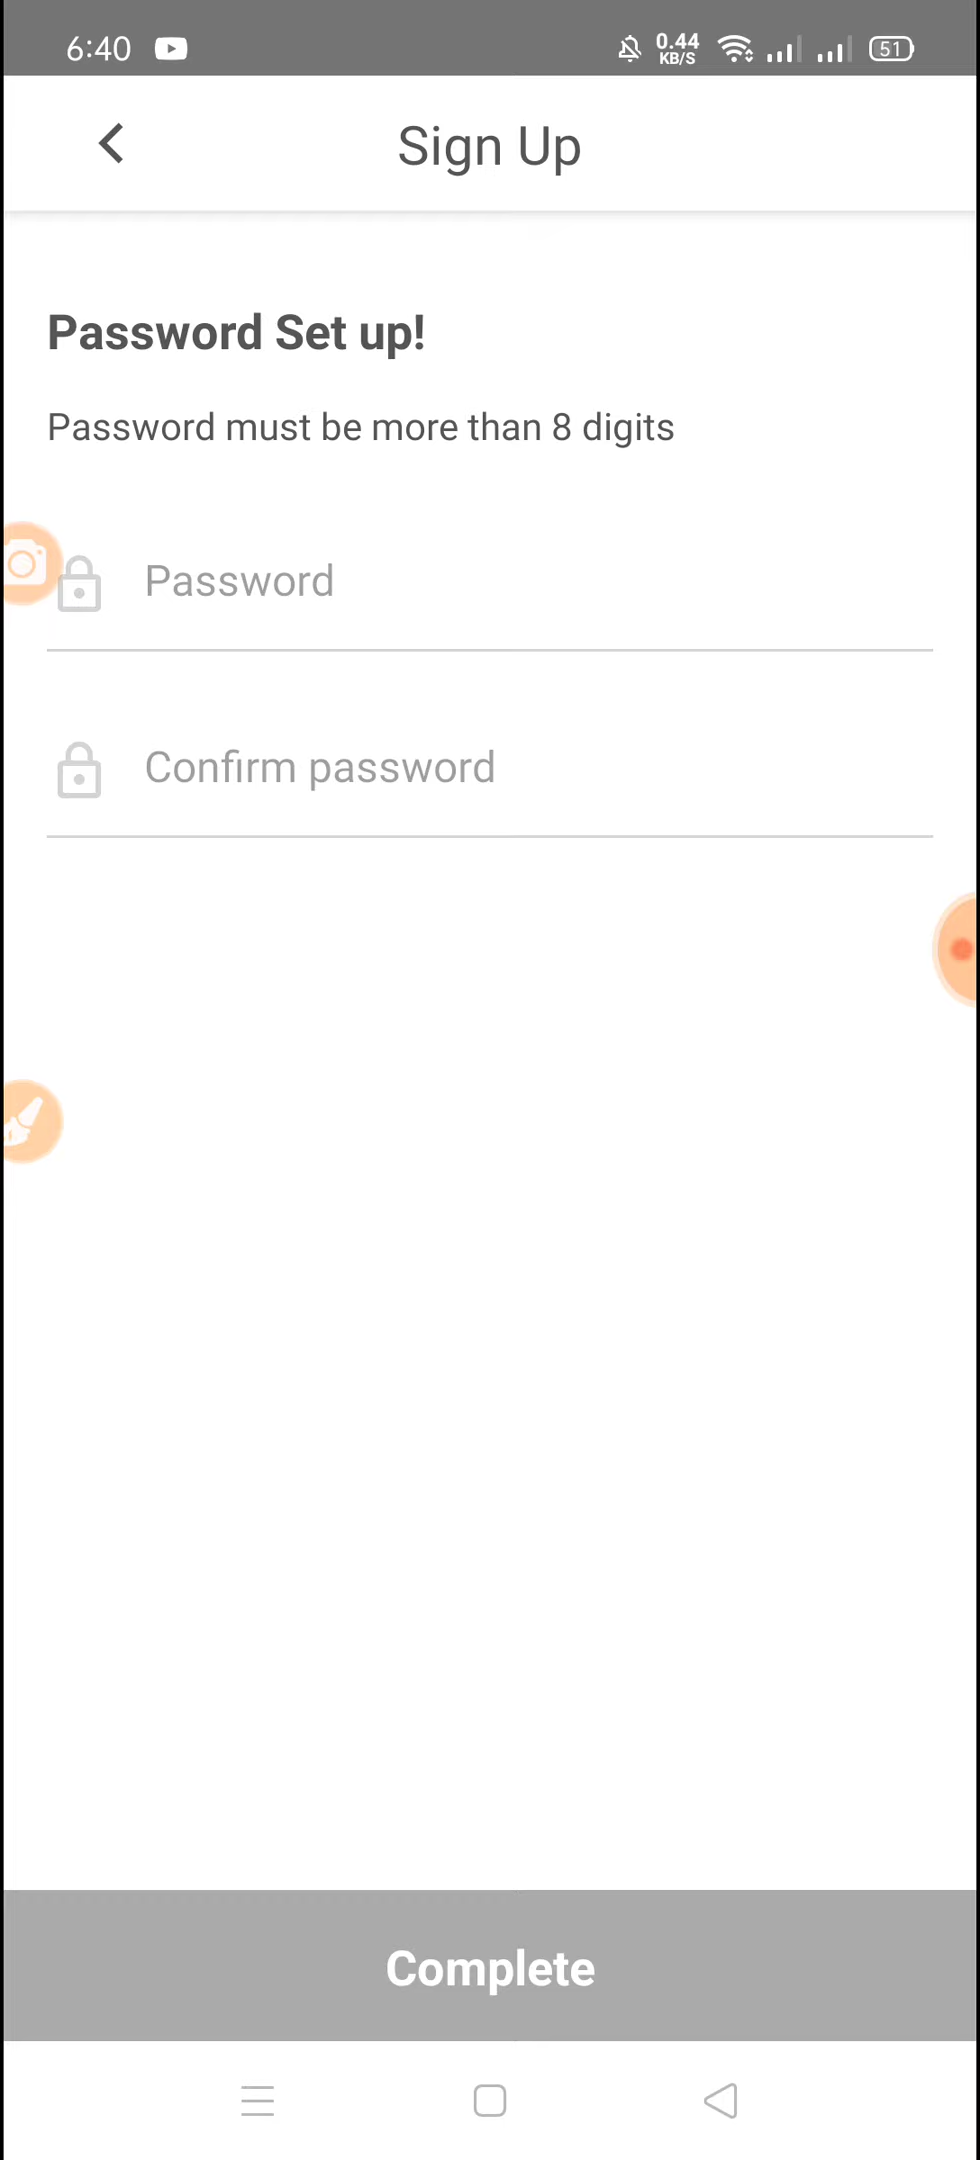 6:40
0.44
KB/S
51
Sign Up
Password Set up!
Password must be more than 8 digits
Password
Confirm password
Complete